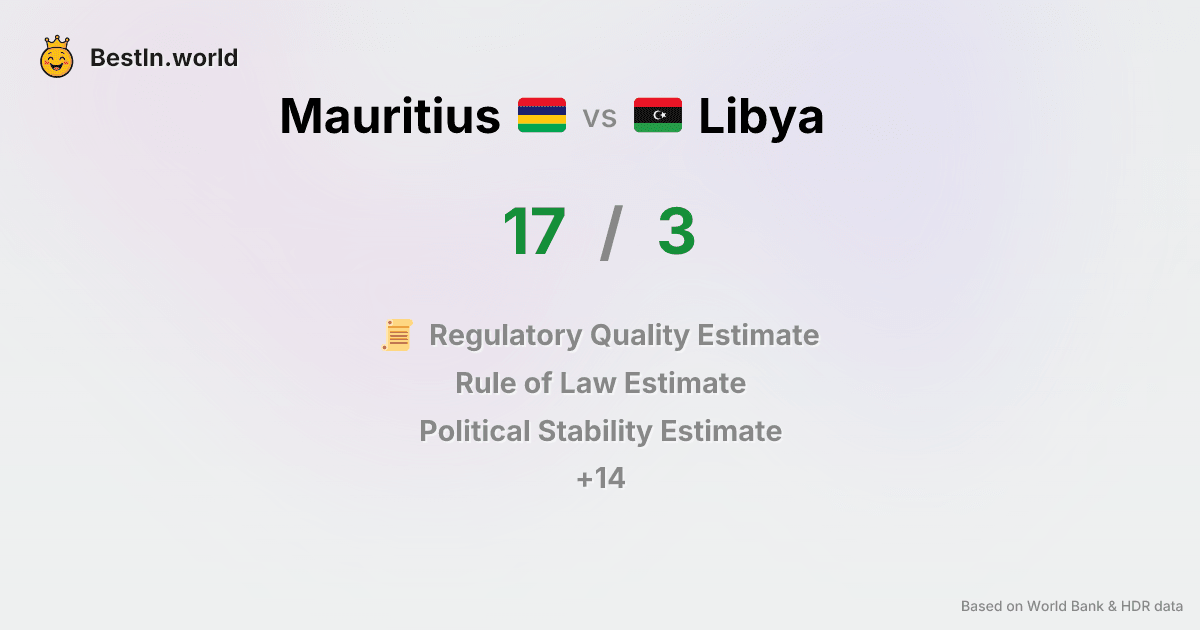 BestIn.world
Mauritius vs Libya
17 / 3
Regulatory Quality Estimate
Rule of Law Estimate
Political Stability Estimate
+14
Based on World Bank & HDR data